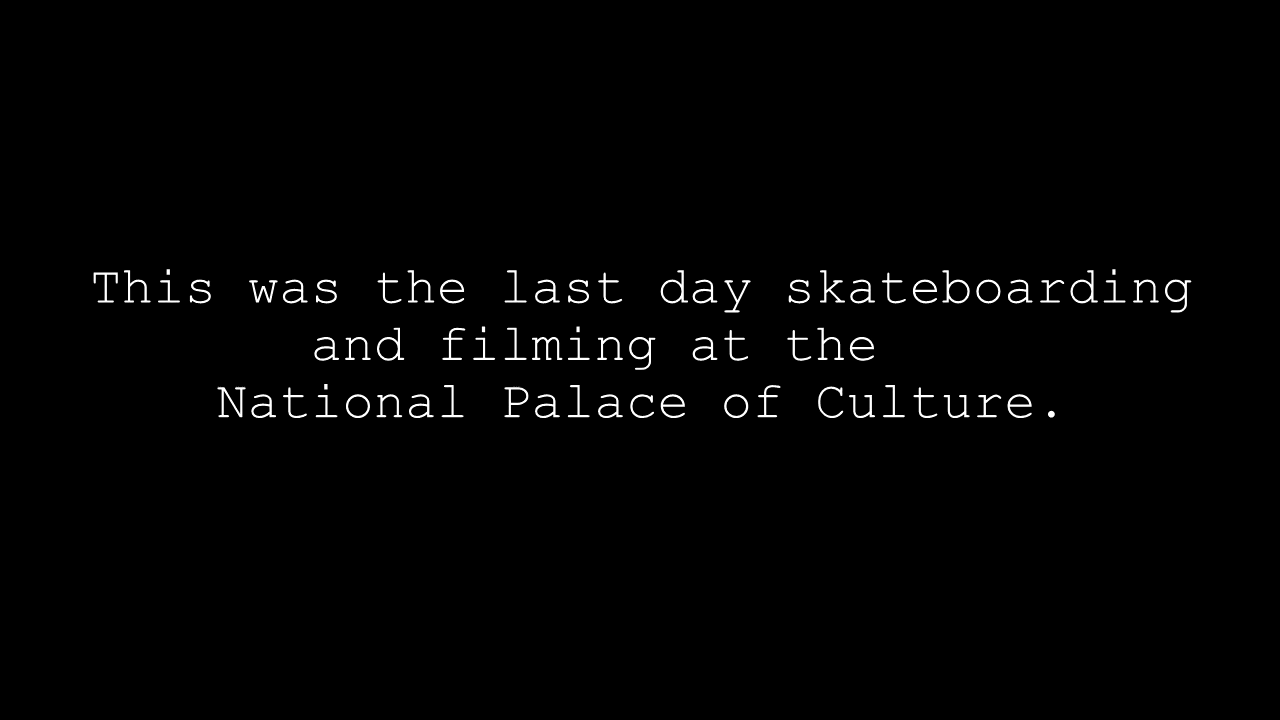 This was the last day skateboarding
and filming at the
National Palace of Culture.